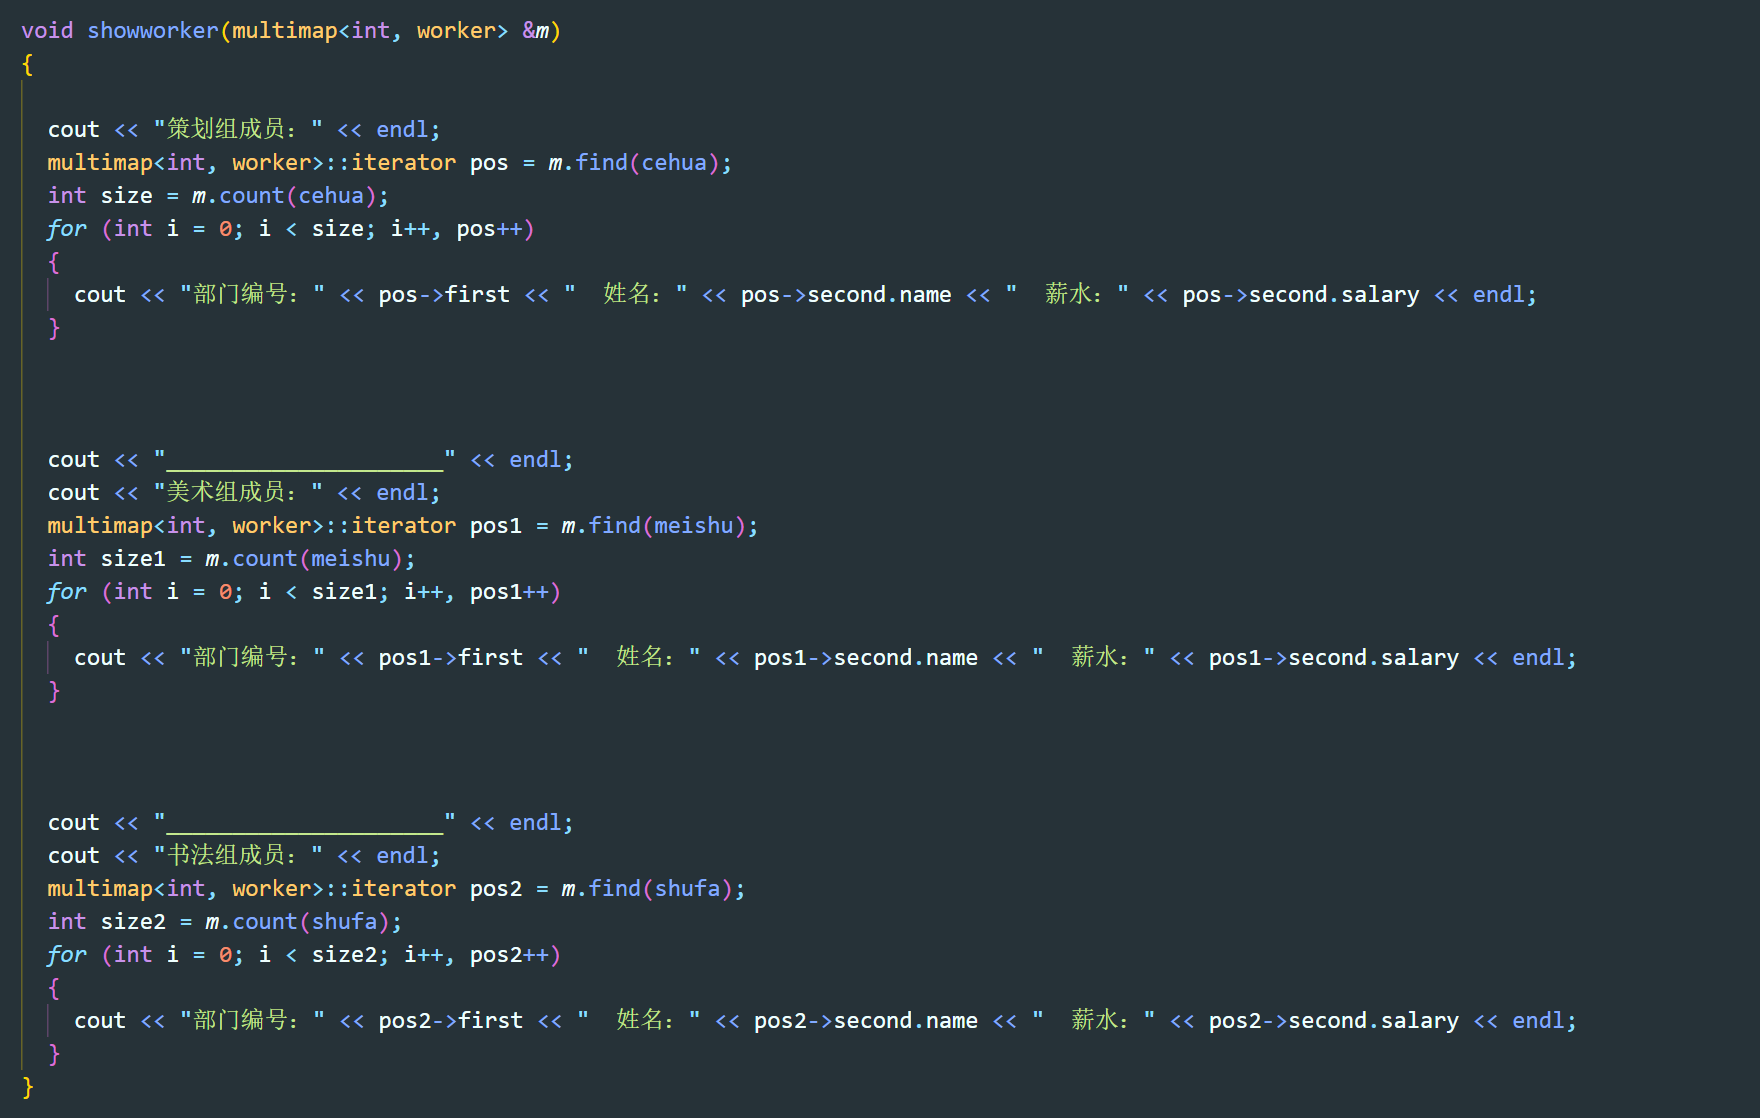 void showworker(multimap<int, worker> &m)
{
cout << "策划组成员：" << endl;
multimap<int, worker>::iterator pos = m.find(cehua);
int size = m.count(cehua);
for (int i = 0; i < size; i++, pos++)
{
cout << "部门编号：" << pos->first << "  姓名：" << pos->second.name << "  薪水：" << pos->second.salary << endl;
}
cout << "_____________________" << endl;
cout << "美术组成员：" << endl;
multimap<int, worker>::iterator pos1 = m.find(meishu);
int size1 = m.count(meishu);
for (int i = 0; i < size1; i++, pos1++)
{
cout << "部门编号：" << pos1->first << "  姓名：" << pos1->second.name << "  薪水：" << pos1->second.salary << endl;
}
cout << "_____________________" << endl;
cout << "书法组成员：" << endl;
multimap<int, worker>::iterator pos2 = m.find(shufa);
int size2 = m.count(shufa);
for (int i = 0; i < size2; i++, pos2++)
{
cout << "部门编号：" << pos2->first << "  姓名：" << pos2->second.name << "  薪水：" << pos2->second.salary << endl;
}
}